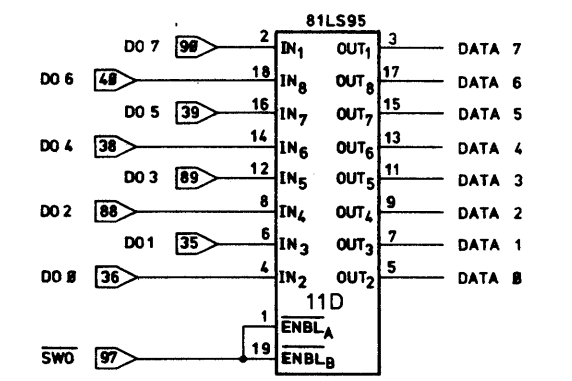 81LS95
DO 7 90 2 IN1 OUT1 3 DATA 7
DO 6 40 18 IN8 OUT8 17 DATA 6
DO 5 39 16 IN7 OUT7 15 DATA 5
DO 4 38 14 IN6 OUT6 13 DATA 4
DO 3 89 12 IN5 OUT5 11 DATA 3
DO 2 88 8 IN4 OUT4 9 DATA 2
DO 1 35 6 IN3 OUT3 7 DATA 1
DO 0 36 4 IN2 OUT2 5 DATA 0
11D
1 ENBLA
SWO 97 19 ENBLB